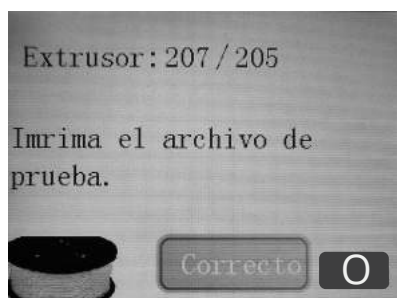 Extrusor:207/205
Imrima el archivo de
prueba.
Correcto
O